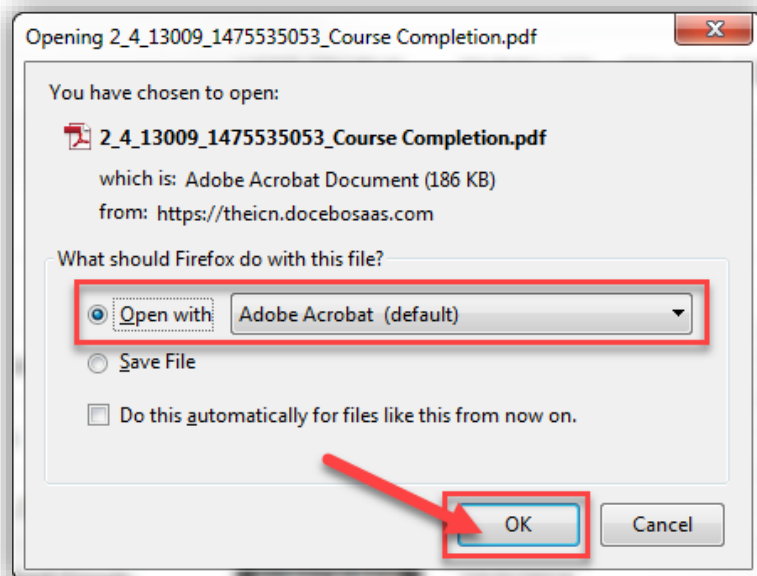 Opening 2_4_13009_1475535053_Course Completion.pdf
You have chosen to open:
2_4_13009_1475535053_Course Completion.pdf
which is: Adobe Acrobat Document (186 KB)
from: https://theicn.docebosaas.com
What should Firefox do with this file?
Open with Adobe Acrobat (default)
Save File
Do this automatically for files like this from now on.
OK Cancel